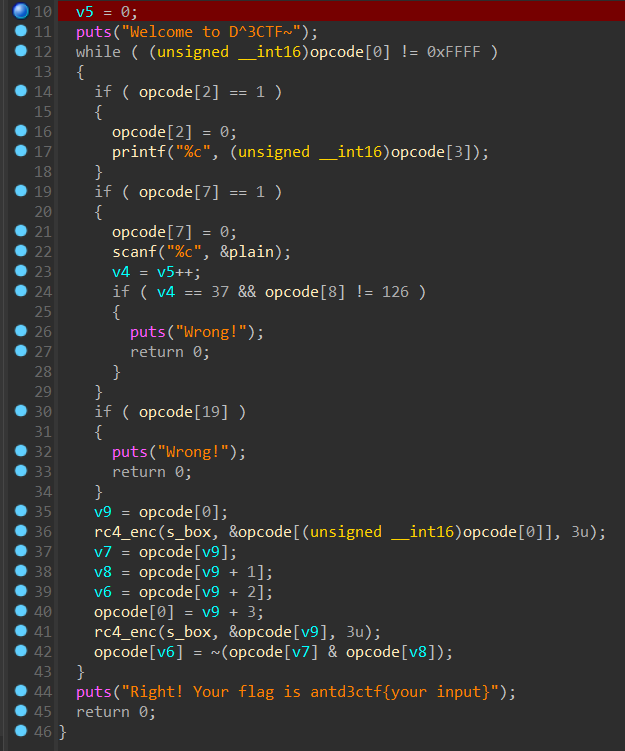 10 v5 = 0;
11 puts("Welcome to D^3CTF~");
12 while ( (unsigned __int16)opcode[0] != 0xFFFF )
13 {
14 if ( opcode[2] == 1 )
15 {
16 opcode[2] = 0;
17 printf("%c", (unsigned __int16)opcode[3]);
18 }
19 if ( opcode[7] == 1 )
20 {
21 opcode[7] = 0;
22 scanf("%c", &plain);
23 v4 = v5++;
24 if ( v4 == 37 && opcode[8] != 126 )
25 {
26 puts("Wrong!");
27 return 0;
28 }
29 }
30 if ( opcode[19] )
31 {
32 puts("Wrong!");
33 return 0;
34 }
35 v9 = opcode[0];
36 rc4_enc(s_box, &opcode[(unsigned __int16)opcode[0]], 3u);
37 v7 = opcode[v9];
38 v8 = opcode[v9 + 1];
39 v6 = opcode[v9 + 2];
40 opcode[0] = v9 + 3;
41 rc4_enc(s_box, &opcode[v9], 3u);
42 opcode[v6] = ~(opcode[v7] & opcode[v8]);
43 }
44 puts("Right! Your flag is antd3ctf{your input}");
45 return 0;
46 }